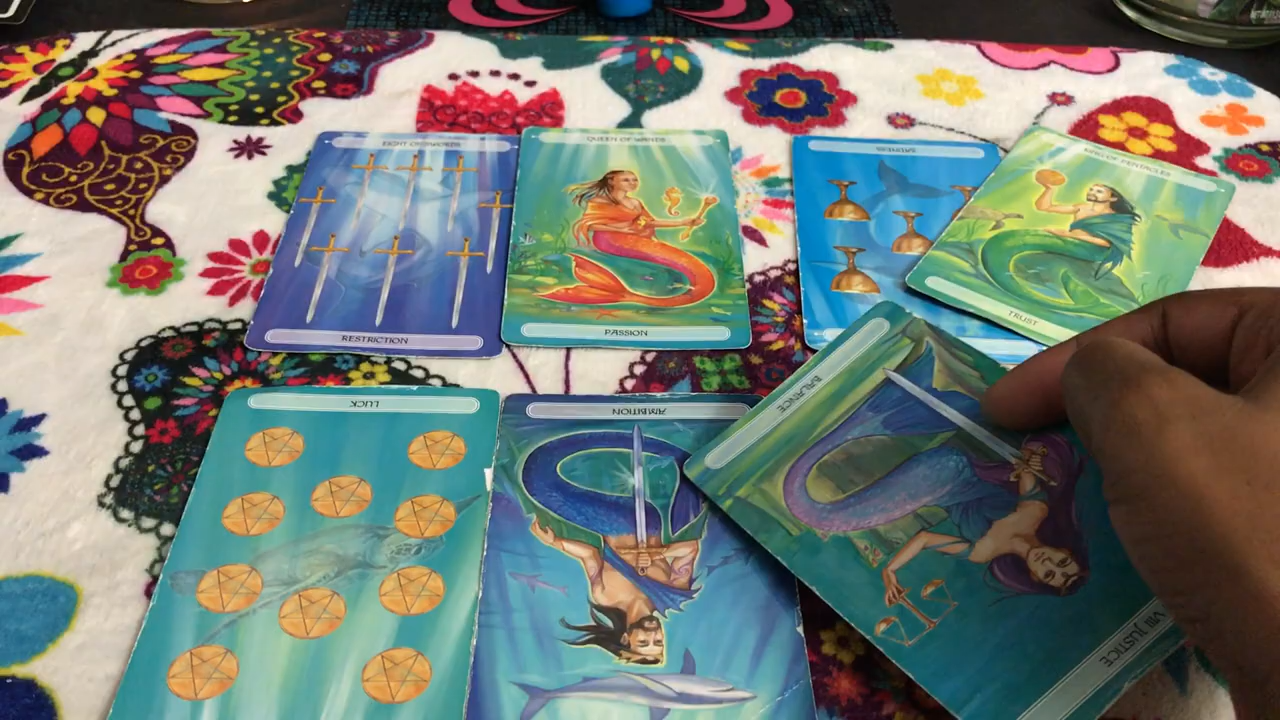 EIGHT OF SWORDS
QUEEN OF WANDS
KING OF PENTACLES
RESTRICTION
PASSION
TRUST
LUCK
AMBITION
BALANCE
VIII JUSTICE